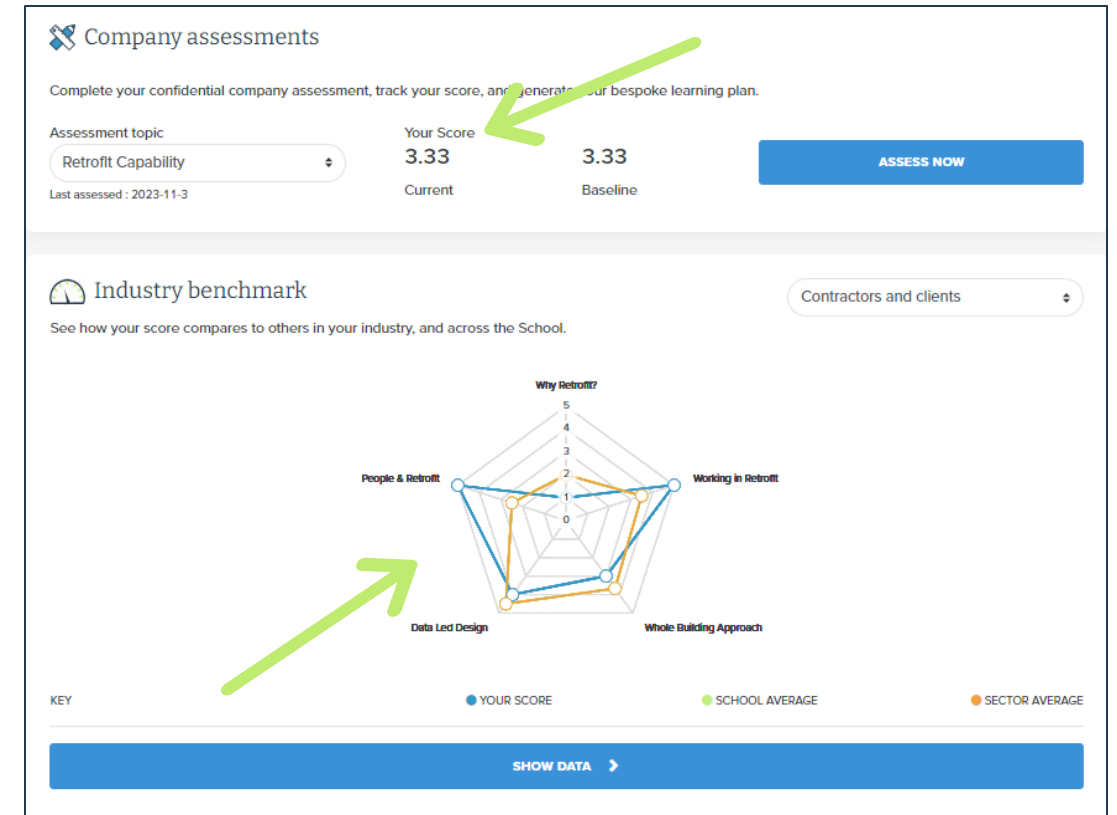 Company assessments
Complete your confidential company assessment, track your score, and generate your bespoke learning plan.
Assessment topic
Your Score
Retrofit Capability
3.33
3.33
ASSESS NOW
Last assessed : 2023-11-3
Current
Baseline
Industry benchmark
Contractors and clients
See how your score compares to others in your industry, and across the School.
Why Retrofit?
5
4
3
2
1
0
People & Retrofit
Working in Retrofit
Data Led Design
Whole Building Approach
KEY
YOUR SCORE
SCHOOL AVERAGE
SECTOR AVERAGE
SHOW DATA